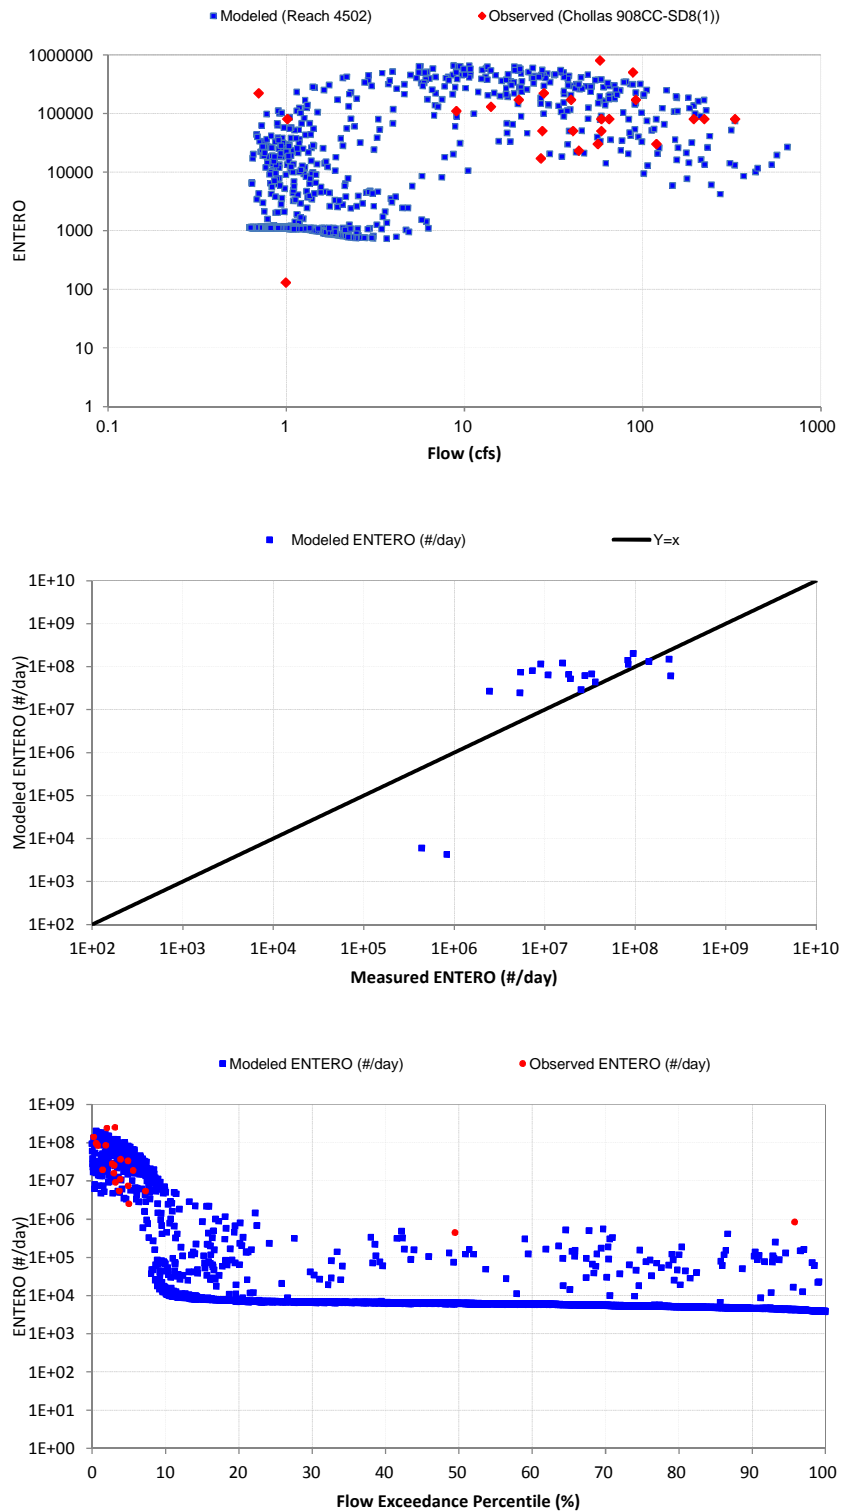 Modeled (Reach 4502) Observed (Chollas 908CC-SD8(1))
1000000
100000
10000
1000
100
10
1
ENTERO
0.1 1 10 100 1000
Flow (cfs)
Modeled ENTERO (#/day) Y=x
1E+10
1E+09
1E+08
1E+07
1E+06
1E+05
1E+04
1E+03
1E+02
Modeled ENTERO (#/day)
1E+02 1E+03 1E+04 1E+05 1E+06 1E+07 1E+08 1E+09 1E+10
Measured ENTERO (#/day)
Modeled ENTERO (#/day) Observed ENTERO (#/day)
1E+09
1E+08
1E+07
1E+06
1E+05
1E+04
1E+03
1E+02
1E+01
1E+00
ENTERO (#/day)
0 10 20 30 40 50 60 70 80 90 100
Flow Exceedance Percentile (%)